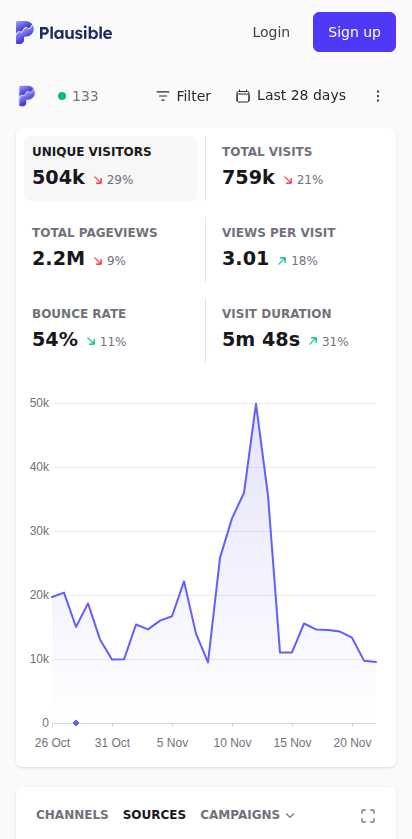 Plausible
Login
Sign up
133
Filter
Last 28 days
UNIQUE VISITORS
504k 29%
TOTAL VISITS
759k 21%
TOTAL PAGEVIEWS
2.2M 9%
VIEWS PER VISIT
3.01 18%
BOUNCE RATE
54% 11%
VISIT DURATION
5m 48s 31%
50k
40k
30k
20k
10k
0
26 Oct 31 Oct 5 Nov 10 Nov 15 Nov 20 Nov
CHANNELS SOURCES CAMPAIGNS